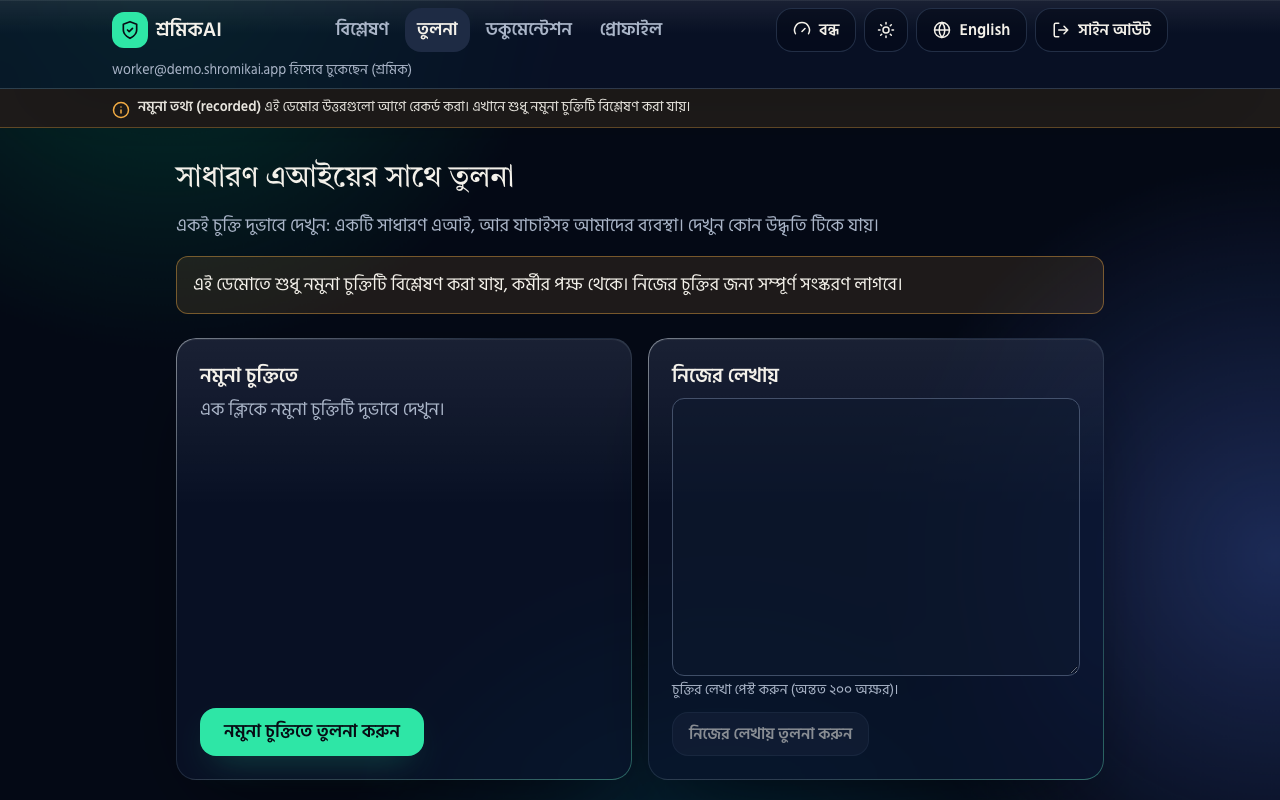 শ্রমিকAI
বিশ্লেষণ
তুলনা
ডকুমেন্টেশন
প্রোফাইল
বন্ধ
English
সাইন আউট
worker@demo.shromikai.app হিসেবে ঢুকেছেন (শ্রমিক)
নমুনা তথ্য (recorded) এই ডেমোর উত্তরগুলো আগে রেকর্ড করা। এখানে শুধু নমুনা চুক্তিটি বিশ্লেষণ করা যায়।
সাধারণ এআইয়ের সাথে তুলনা
একই চুক্তি দুভাবে দেখুন: একটি সাধারণ এআই, আর যাচাইসহ আমাদের ব্যবস্থা। দেখুন কোন উদ্ধৃতি টিকে যায়।
এই ডেমোতে শুধু নমুনা চুক্তিটি বিশ্লেষণ করা যায়, কর্মীর পক্ষ থেকে। নিজের চুক্তির জন্য সম্পূর্ণ সংস্করণ লাগবে।
নমুনা চুক্তিতে
এক ক্লিকে নমুনা চুক্তিটি দুভাবে দেখুন।
নমুনা চুক্তিতে তুলনা করুন
নিজের লেখায়
চুক্তির লেখা পেস্ট করুন (অন্তত ২০০ অক্ষর)।
নিজের লেখায় তুলনা করুন